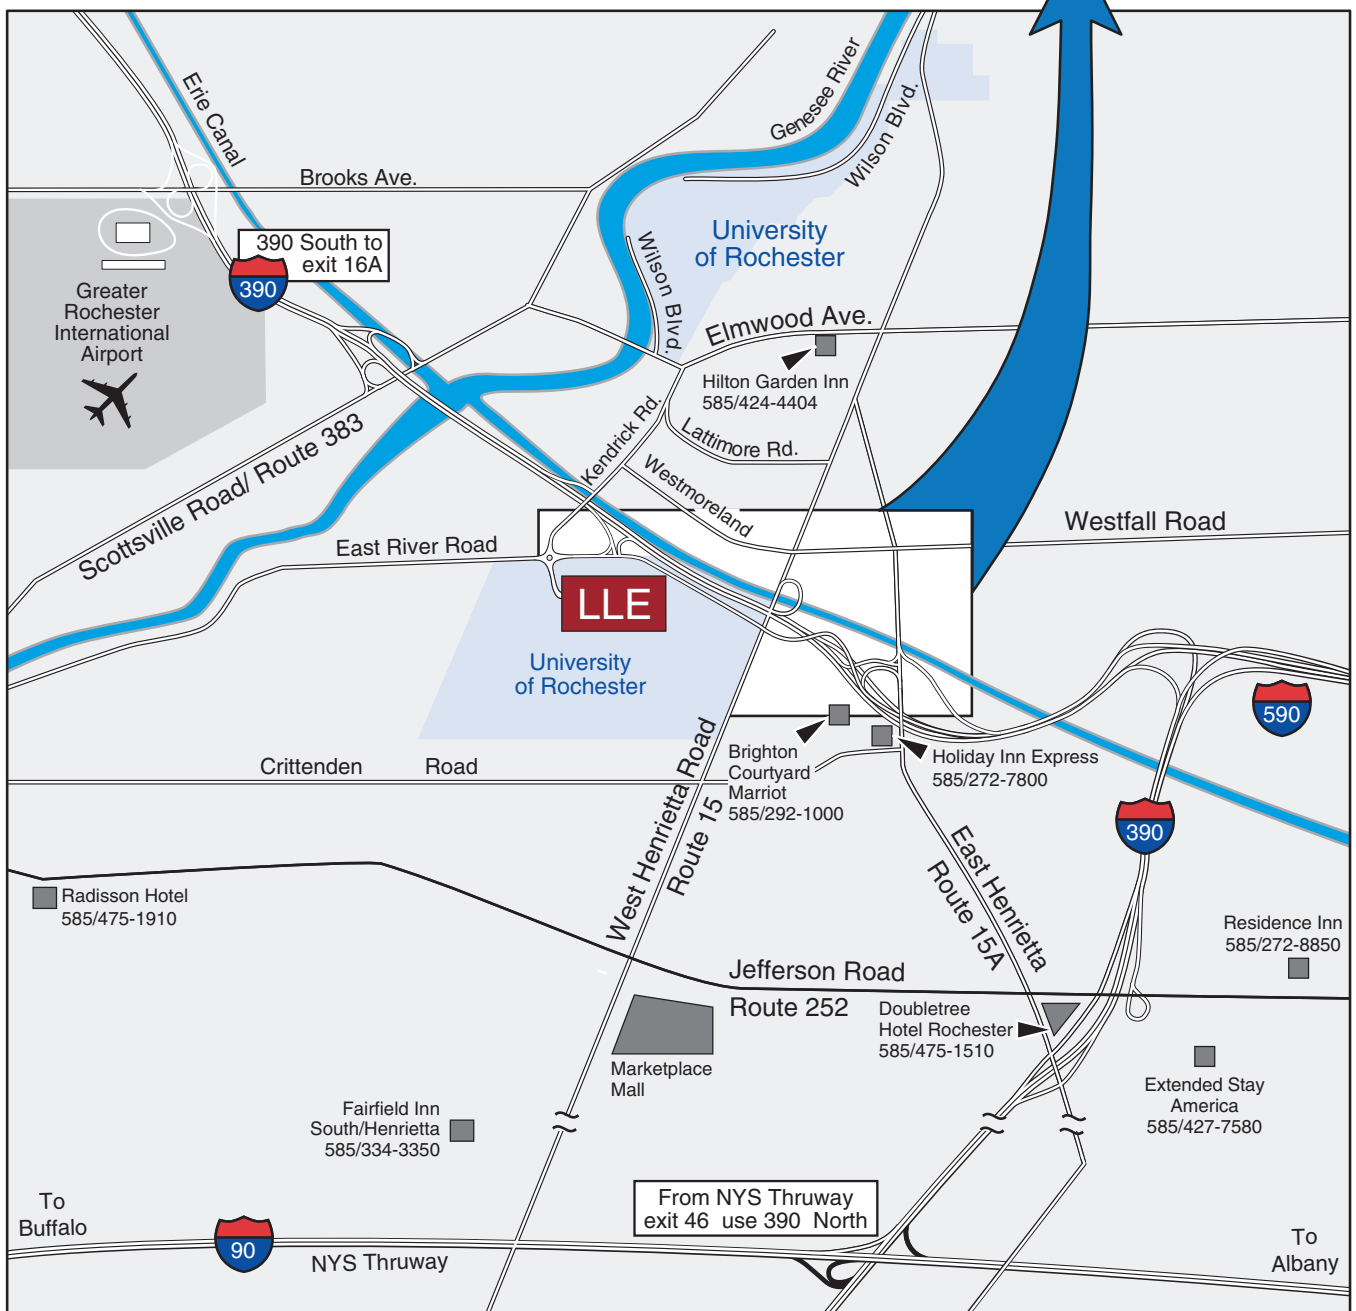 Erie Canal
Genesee River
Wilson Blvd.
Brooks Ave.
390 South to
exit 16A
390
University
of Rochester
Wilson Blvd.
Greater
Rochester
International
Airport
Elmwood Ave.
Hilton Garden Inn
585/424-4404
Kendrick Rd.
Lattimore Rd.
Scottsville Road/ Route 383
Westmoreland
Westfall Road
East River Road
LLE
University
of Rochester
590
West Henrietta Road
Route 15
Brighton
Courtyard
Marriot
585/292-1000
Holiday Inn Express
585/272-7800
Crittenden Road
390
East Henrietta
Route 15A
Radisson Hotel
585/475-1910
Residence Inn
585/272-8850
Jefferson Road
Route 252
Doubletree
Hotel Rochester
585/475-1510
Marketplace
Mall
Extended Stay
America
585/427-7580
Fairfield Inn
South/Henrietta
585/334-3350
To
Buffalo
From NYS Thruway
exit 46 use 390 North
90
NYS Thruway
To
Albany